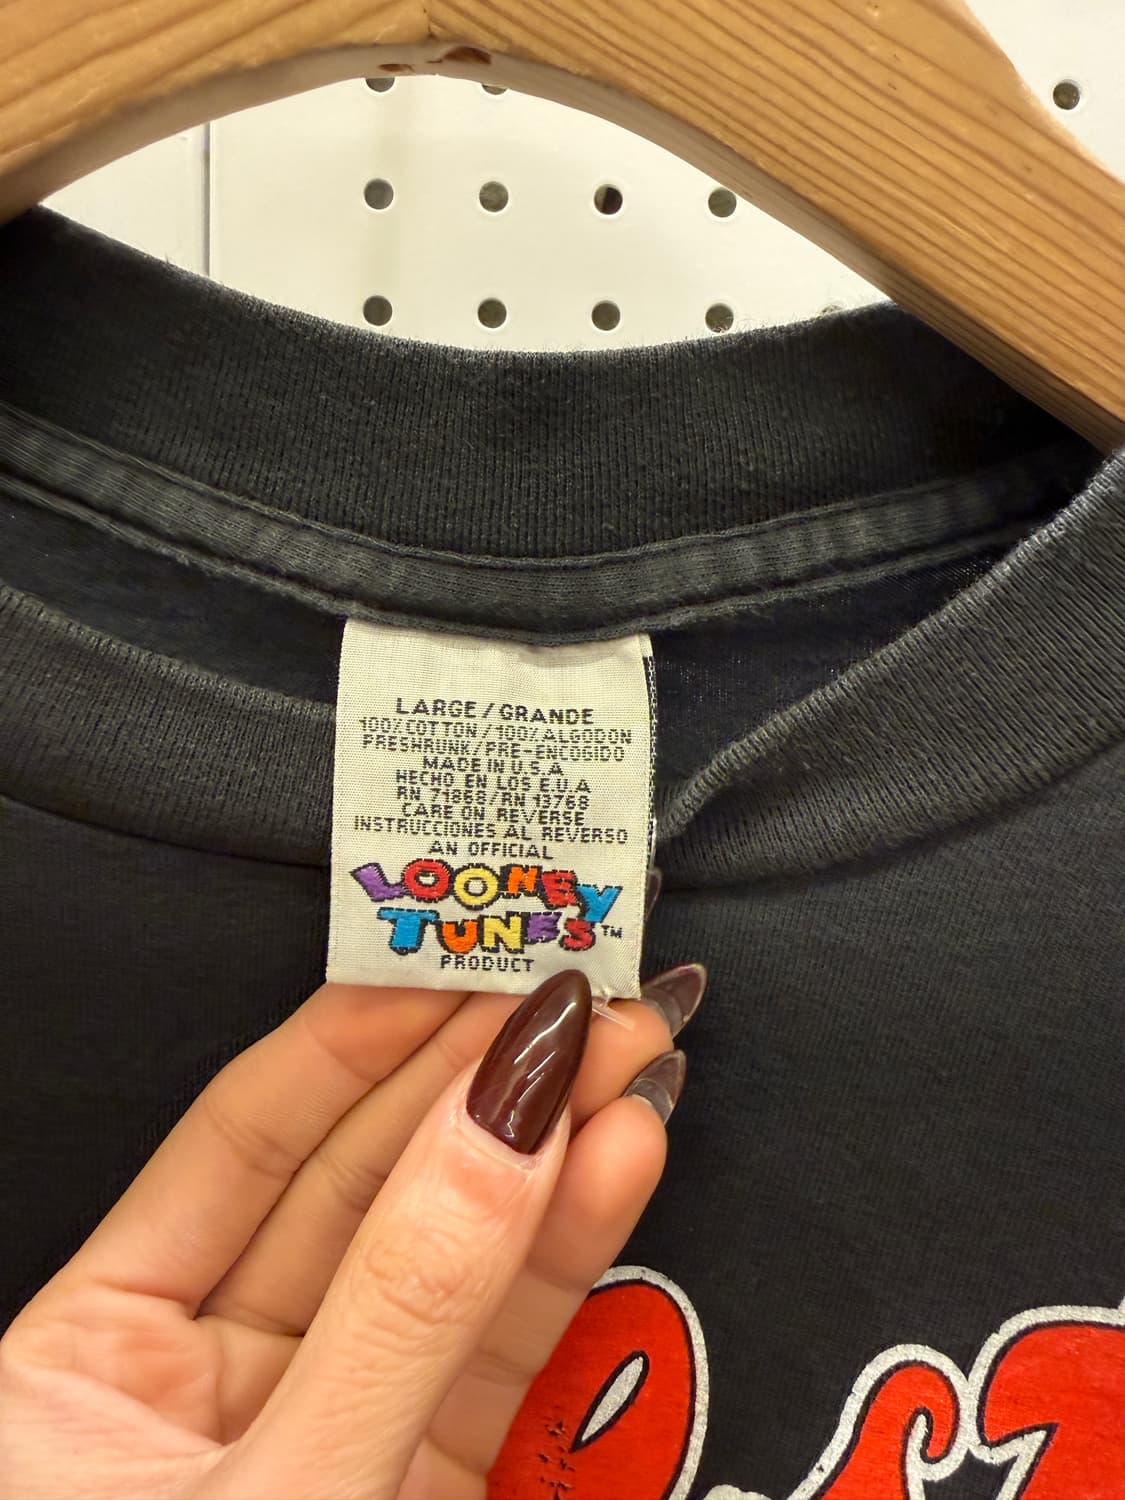 LARGE / GRANDE
100% COTTON / 100% ALGODON
PRESHRUNK / PRE-ENCOGIDO
MADE IN U.S.A
HECHO EN LOS E.U.A
RN 71868 / RN 13768
CARE ON REVERSE
INSTRUCCIONES AL REVERSO
AN OFFICIAL
LOONEY
TUNES™
PRODUCT